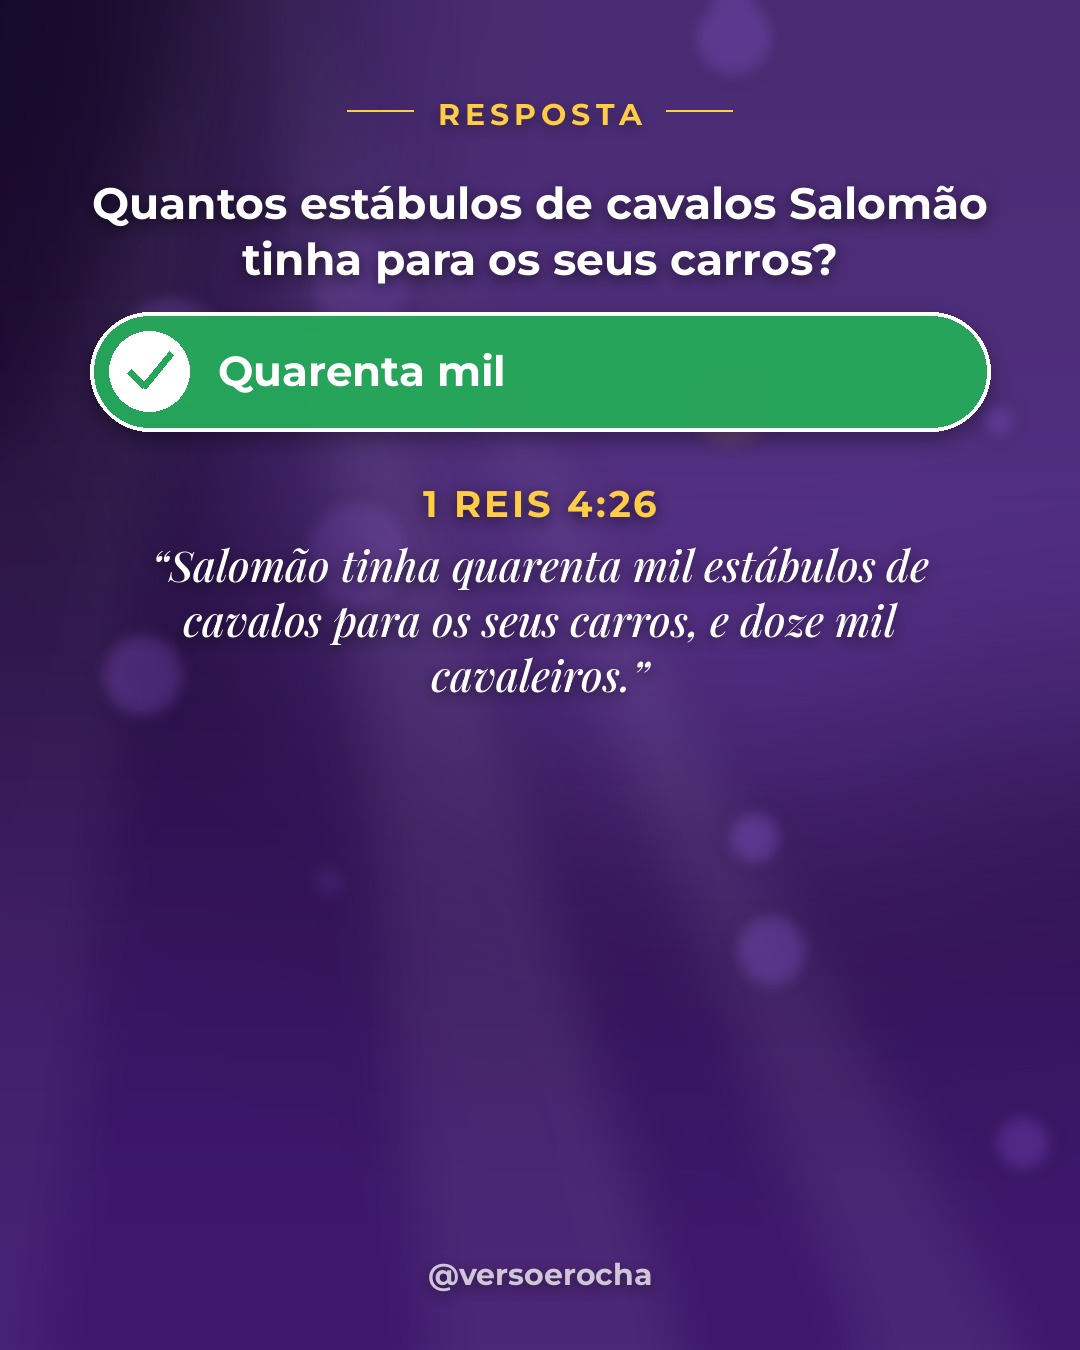 RESPOSTA
Quantos estábulos de cavalos Salomão
tinha para os seus carros?
Quarenta mil
1 REIS 4:26
“Salomão tinha quarenta mil estábulos de
cavalos para os seus carros, e doze mil
cavaleiros.”
@versoerocha